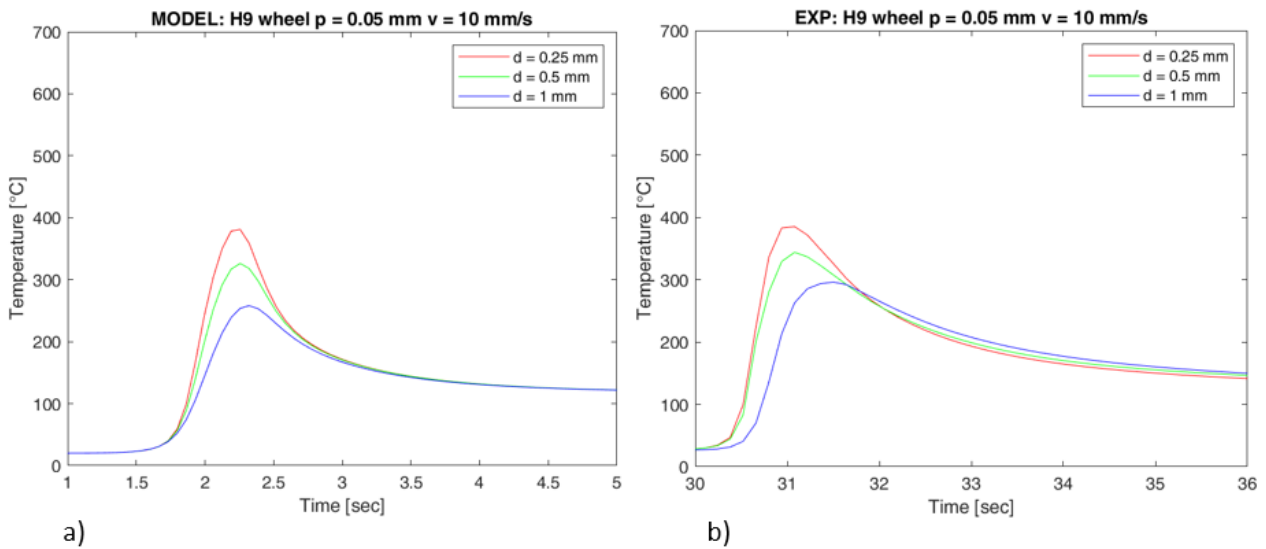 MODEL: H9 wheel p = 0.05 mm v = 10 mm/s
700
600
500
400
300
200
100
0
Temperature [°C]
d = 0.25 mm
d = 0.5 mm
d = 1 mm
1 1.5 2 2.5 3 3.5 4 4.5 5
Time [sec]
a)
EXP: H9 wheel p = 0.05 mm v = 10 mm/s
700
600
500
400
300
200
100
0
Temperature [°C]
d = 0.25 mm
d = 0.5 mm
d = 1 mm
30 31 32 33 34 35 36
Time [sec]
b)